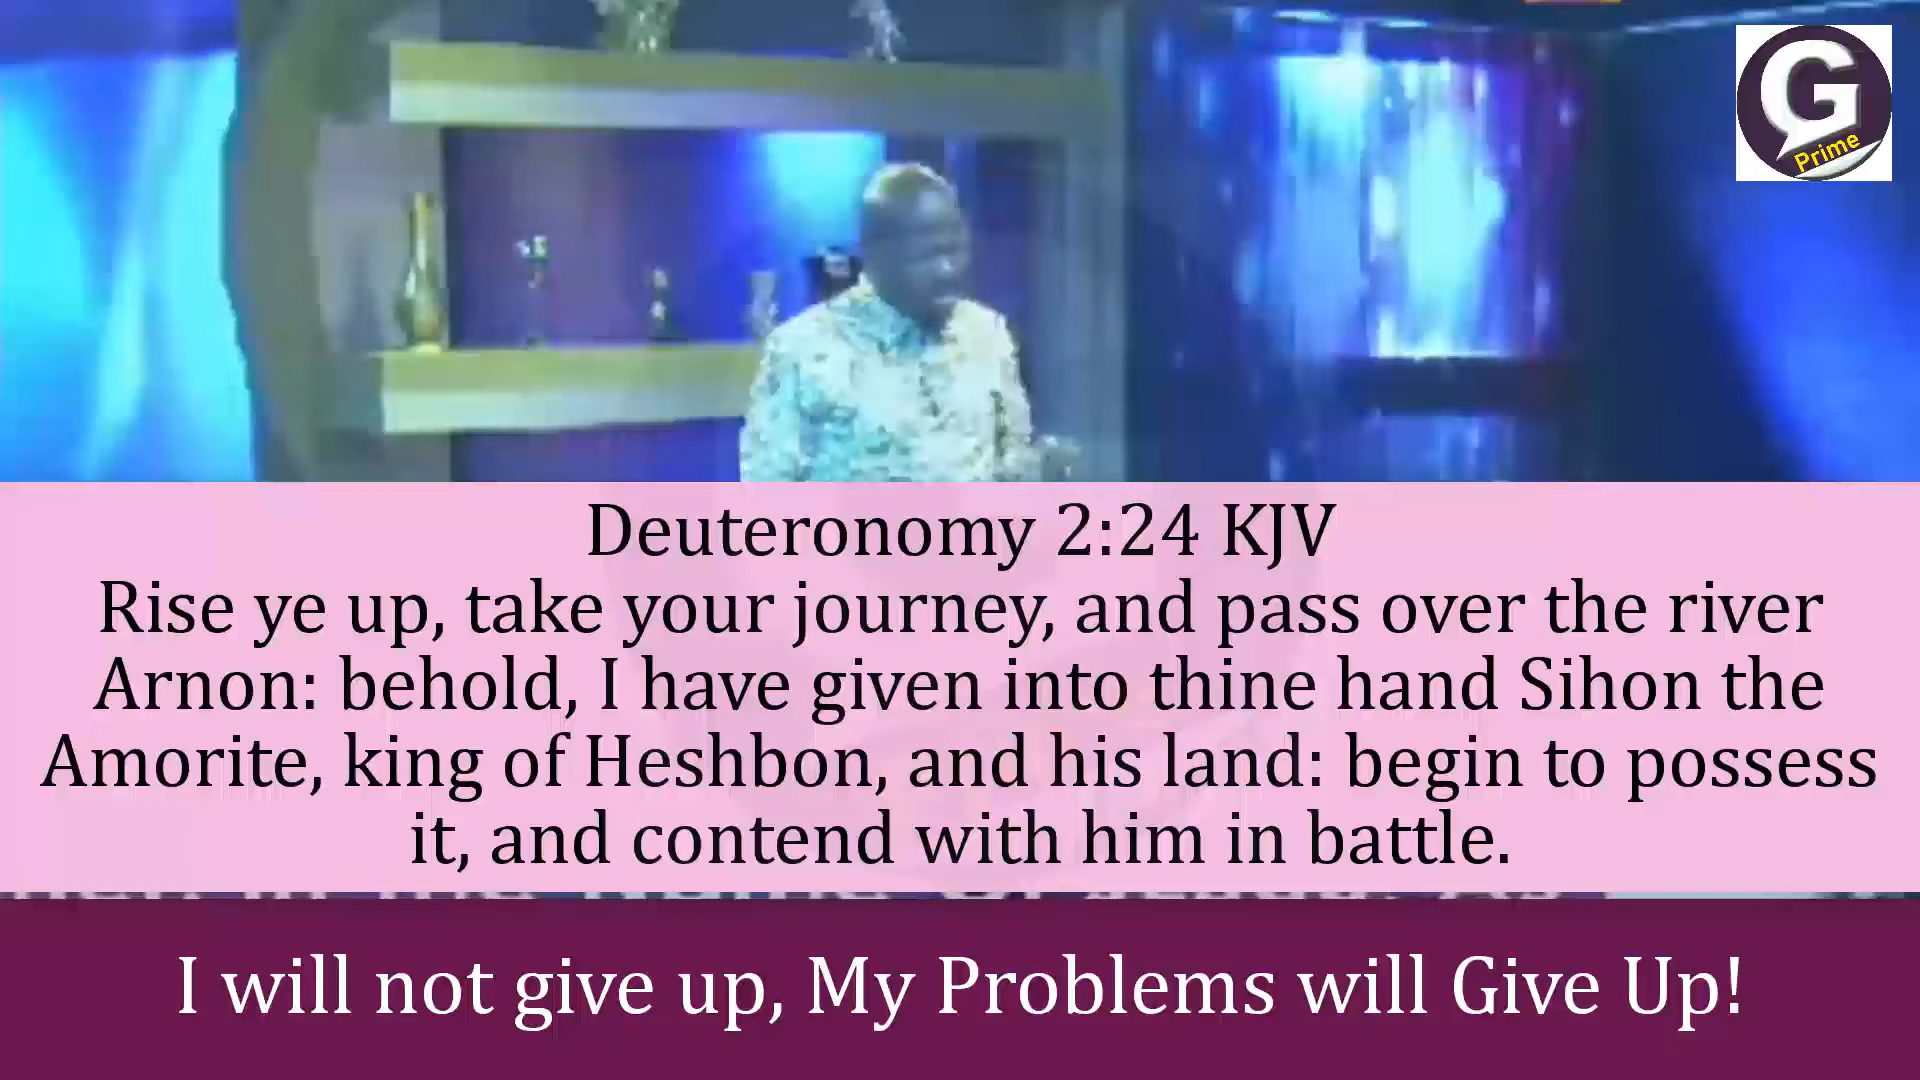 G
Prime
Deuteronomy 2:24 KJV
Rise ye up, take your journey, and pass over the river
Arnon: behold, I have given into thine hand Sihon the
Amorite, king of Heshbon, and his land: begin to possess
it, and contend with him in battle.
I will not give up, My Problems will Give Up!